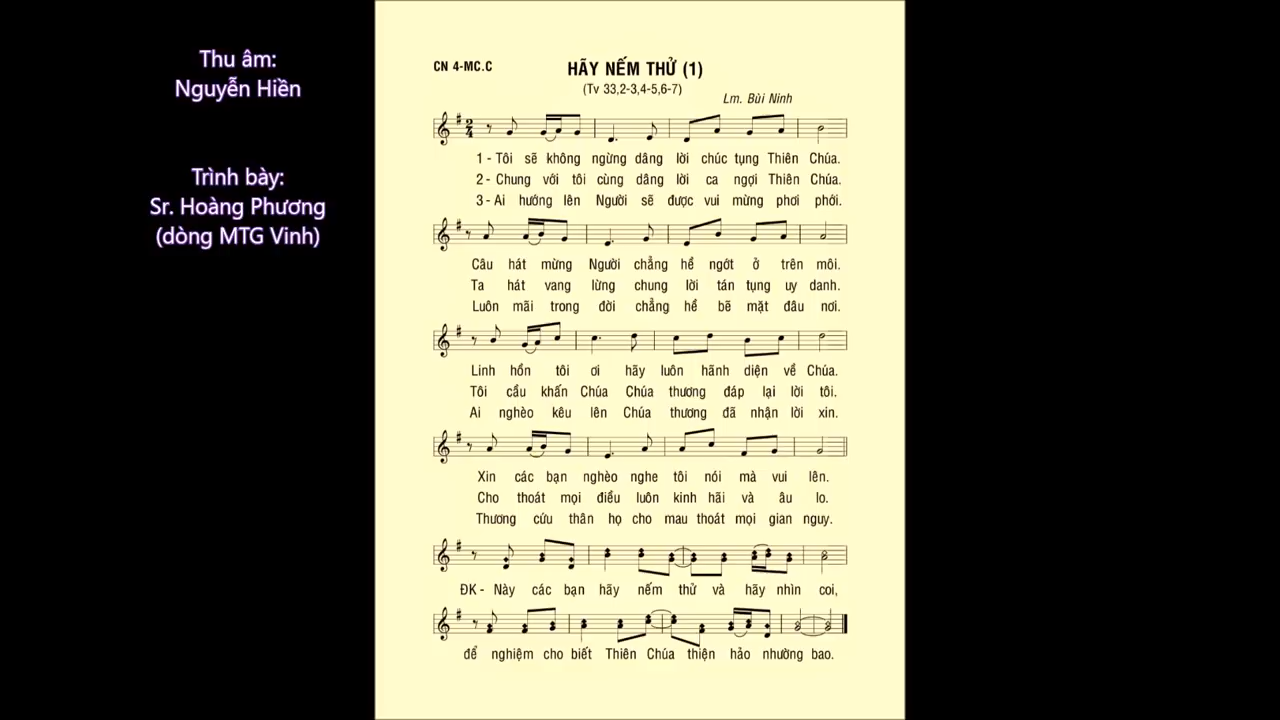 Thu âm:
Nguyễn Hiền
Trình bày:
Sr. Hoàng Phương
(dòng MTG Vinh)
CN 4-MC.C
HÃY NẾM THỬ (1)
(Tv 33,2-3,4-5,6-7)
Lm. Bùi Ninh
1 - Tôi sẽ không ngừng dâng lời chúc tụng Thiên Chúa.
2 - Chung với tôi cùng dâng lời ca ngợi Thiên Chúa.
3 - Ai hướng lên Người sẽ được vui mừng phơi phới.
Câu hát mừng Người chẳng hề ngớt ở trên môi.
Ta hát vang lừng chung lời tán tụng uy danh.
Luôn mãi trong đời chẳng hề bẽ mặt đâu nơi.
Linh hồn tôi ơi hãy luôn hãnh diện về Chúa.
Tôi cầu khấn Chúa Chúa thương đáp lại lời tôi.
Ai nghèo kêu lên Chúa thương đã nhận lời xin.
Xin các bạn nghèo nghe tôi nói mà vui lên.
Cho thoát mọi điều luôn kinh hãi và âu lo.
Thương cứu thân họ cho mau thoát mọi gian nguy.
ĐK - Này các bạn hãy nếm thử và hãy nhìn coi,
để nghiệm cho biết Thiên Chúa thiện hảo nhường bao.